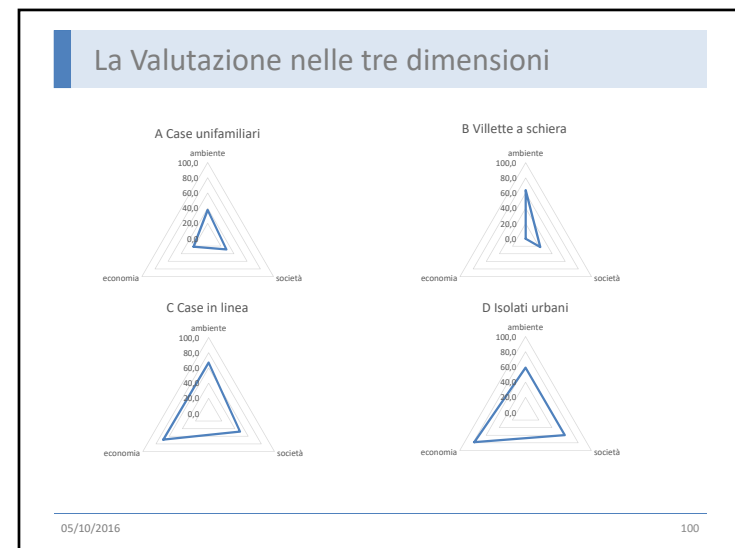 La Valutazione nelle tre dimensioni
A Case unifamiliari
ambiente
100,0
80,0
60,0
40,0
20,0
0,0
economia
società
B Villette a schiera
ambiente
100,0
80,0
60,0
40,0
20,0
0,0
economia
società
C Case in linea
ambiente
100,0
80,0
60,0
40,0
20,0
0,0
economia
società
D Isolati urbani
ambiente
100,0
80,0
60,0
40,0
20,0
0,0
economia
società
05/10/2016
100